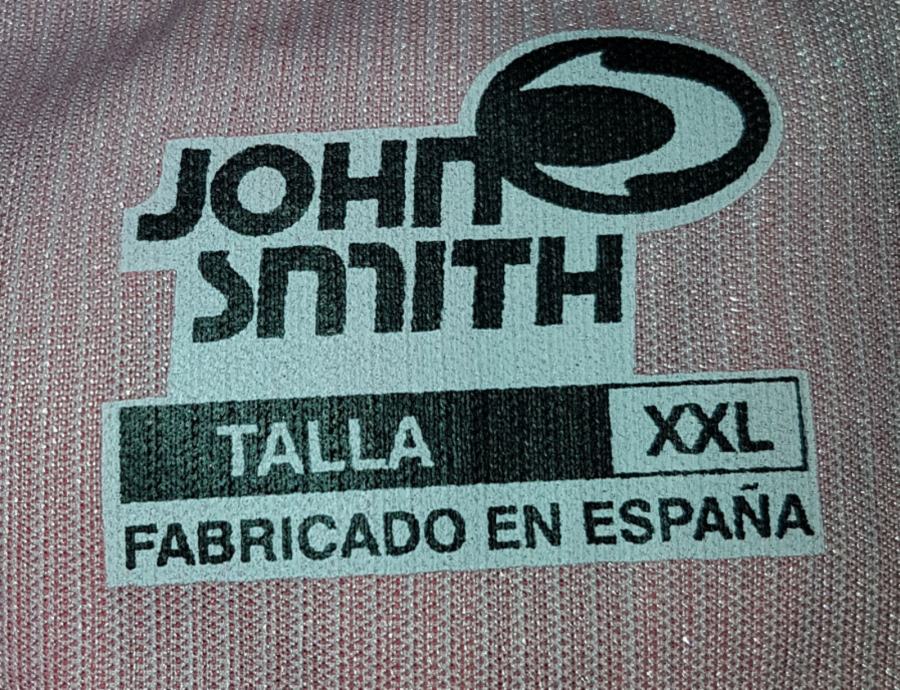 JOHN
SMITH
TALLA XXL
FABRICADO EN ESPAÑA